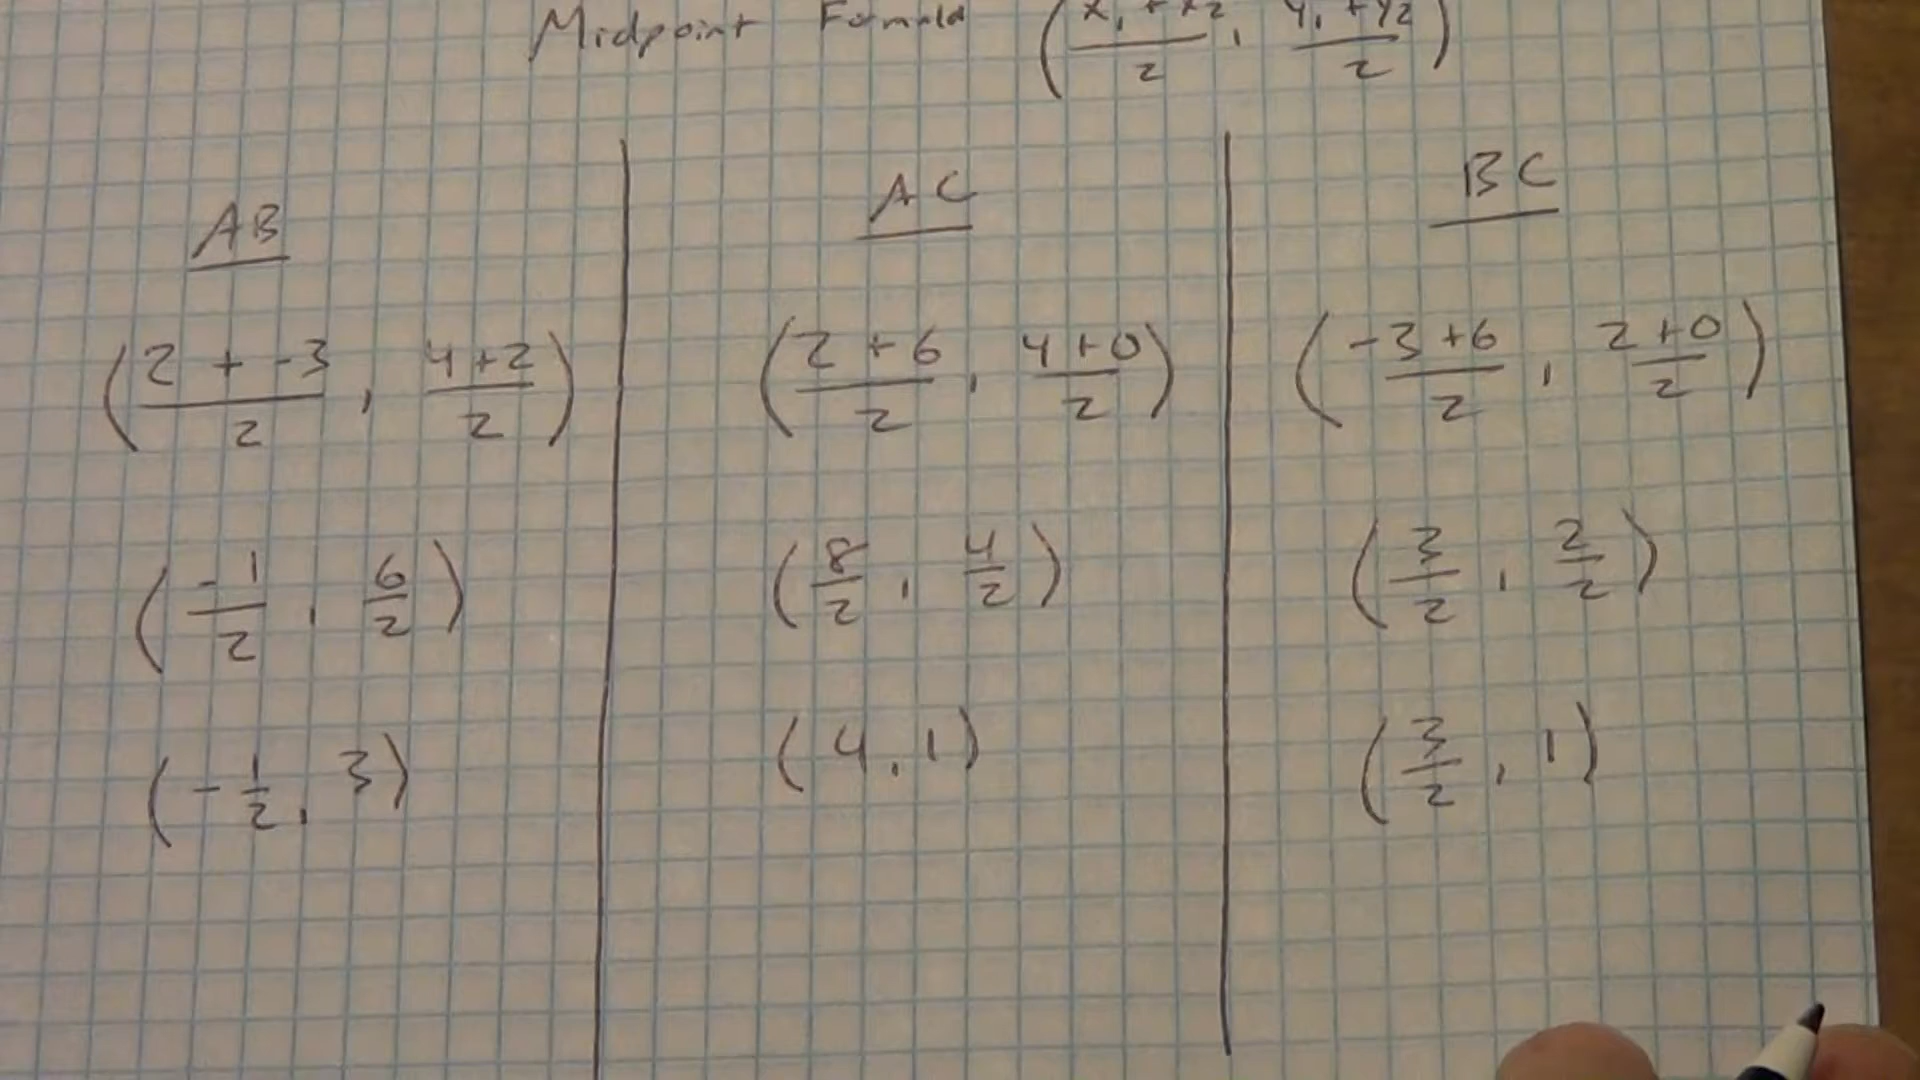 Midpoint Formula (x₁ + x₂ / 2, y₁ + y₂ / 2)
AB
(2 + -3 / 2, 4 + 2 / 2)
(-1 / 2, 6 / 2)
(-1/2, 3)
AC
(2 + 6 / 2, 4 + 0 / 2)
(8 / 2, 4 / 2)
(4, 1)
BC
(-3 + 6 / 2, 2 + 0 / 2)
(3 / 2, 2 / 2)
(3 / 2, 1)